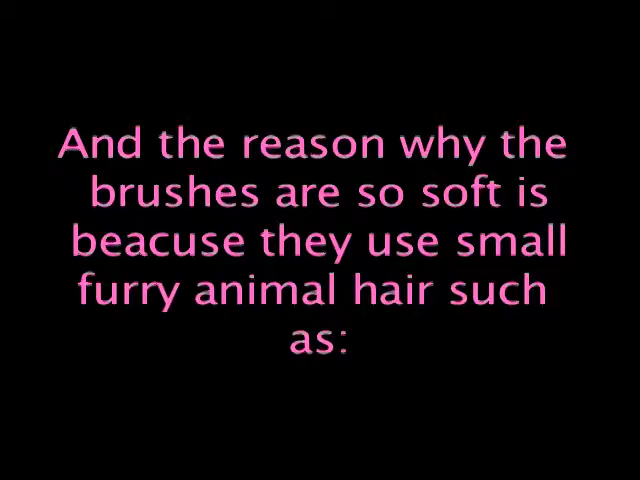 And the reason why the
brushes are so soft is
beacuse they use small
furry animal hair such
as: